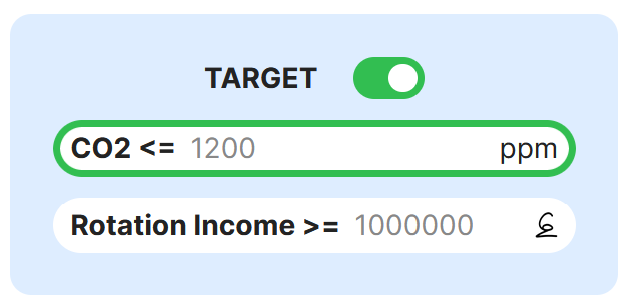 TARGET
CO2 <= 1200 ppm
Rotation Income >= 1000000